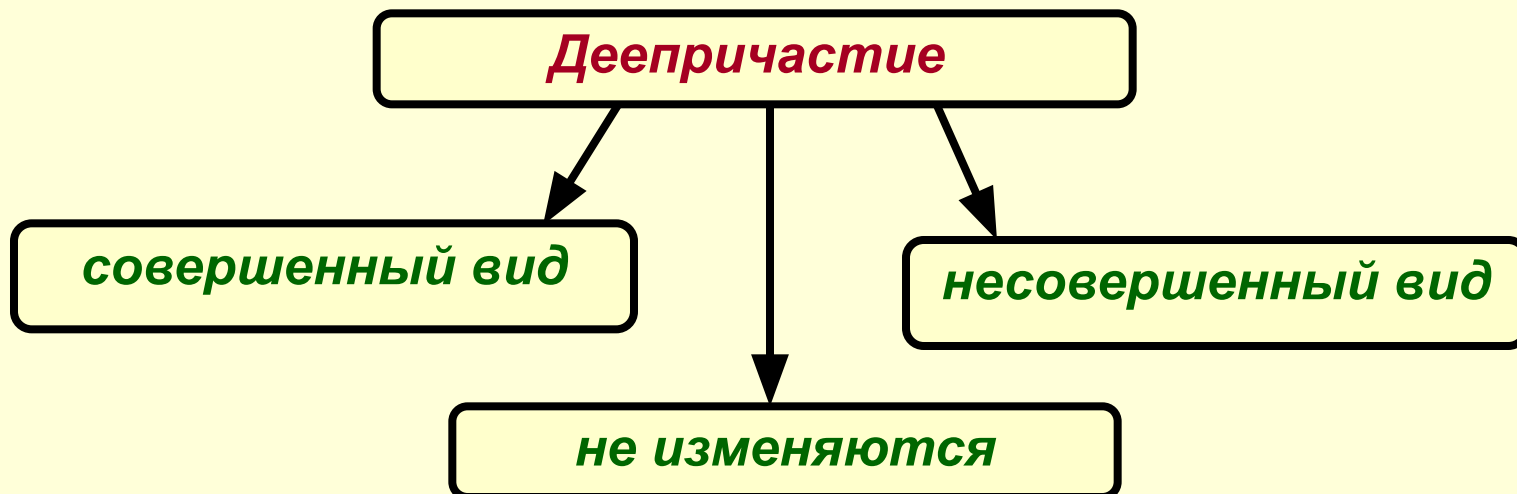 Деепричастие
совершенный вид
несовершенный вид
не изменяются